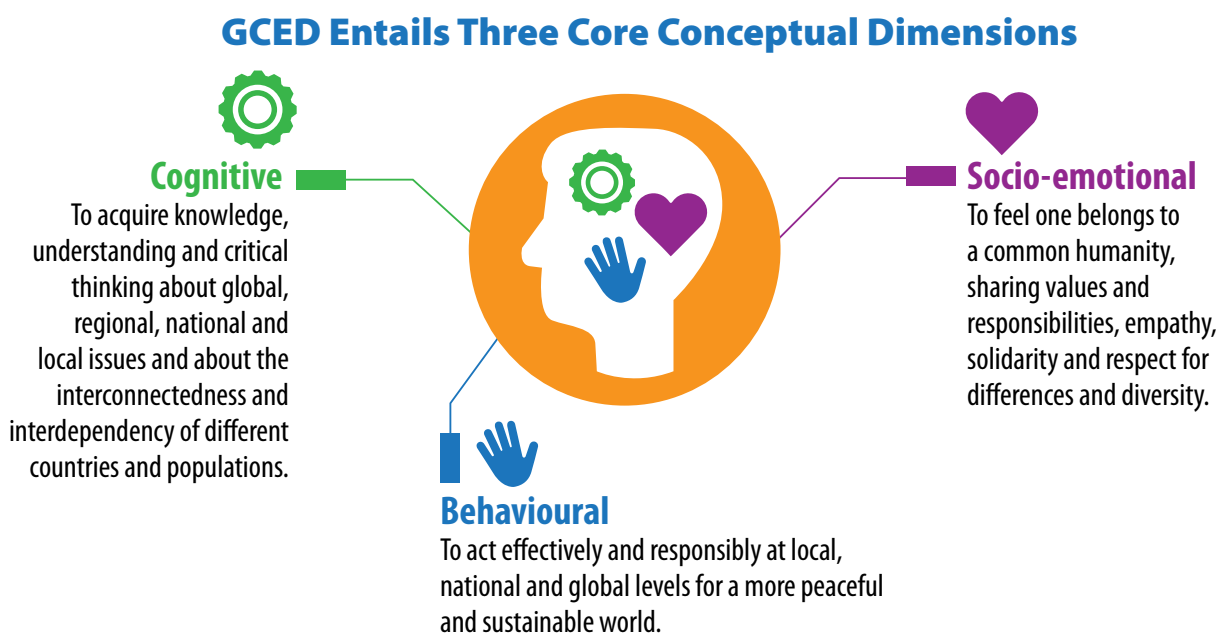 GCED Entails Three Core Conceptual Dimensions
Cognitive
To acquire knowledge,
understanding and critical
thinking about global,
regional, national and
local issues and about the
interconnectedness and
interdependency of different
countries and populations.
Socio-emotional
To feel one belongs to
a common humanity,
sharing values and
responsibilities, empathy,
solidarity and respect for
differences and diversity.
Behavioural
To act effectively and responsibly at local,
national and global levels for a more peaceful
and sustainable world.